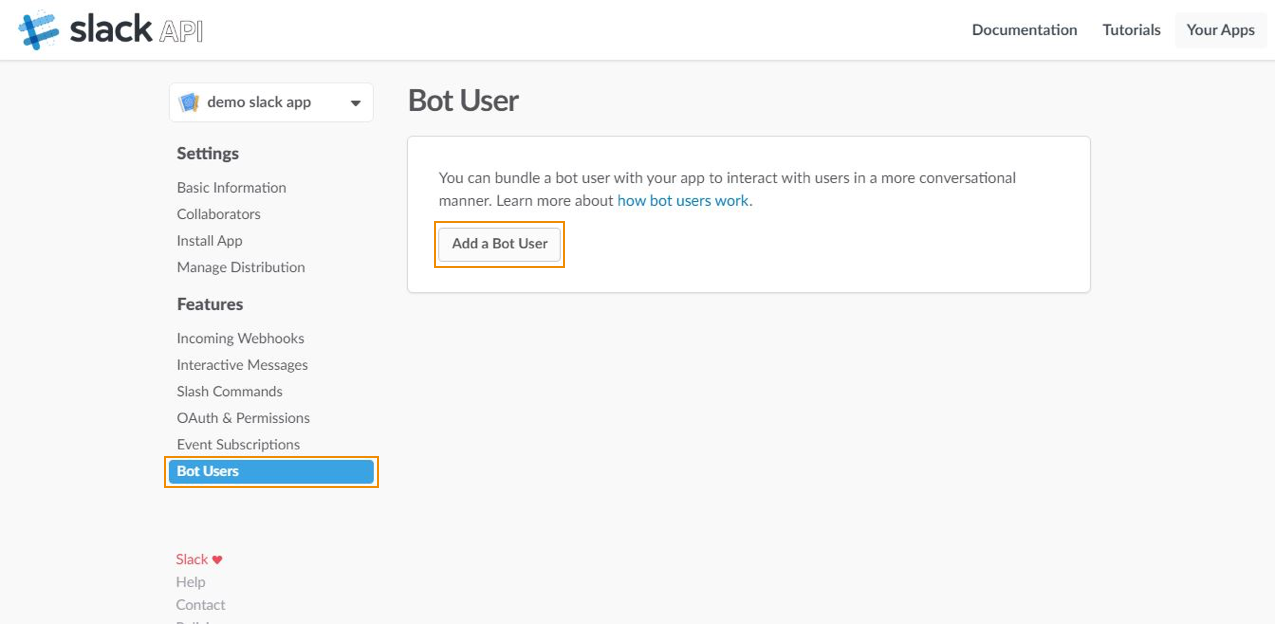 slack API
Documentation
Tutorials
Your Apps
demo slack app
Bot User
Settings
Basic Information
Collaborators
Install App
Manage Distribution
You can bundle a bot user with your app to interact with users in a more conversational
manner. Learn more about how bot users work.
Add a Bot User
Features
Incoming Webhooks
Interactive Messages
Slash Commands
OAuth & Permissions
Event Subscriptions
Bot Users
Slack ♥
Help
Contact